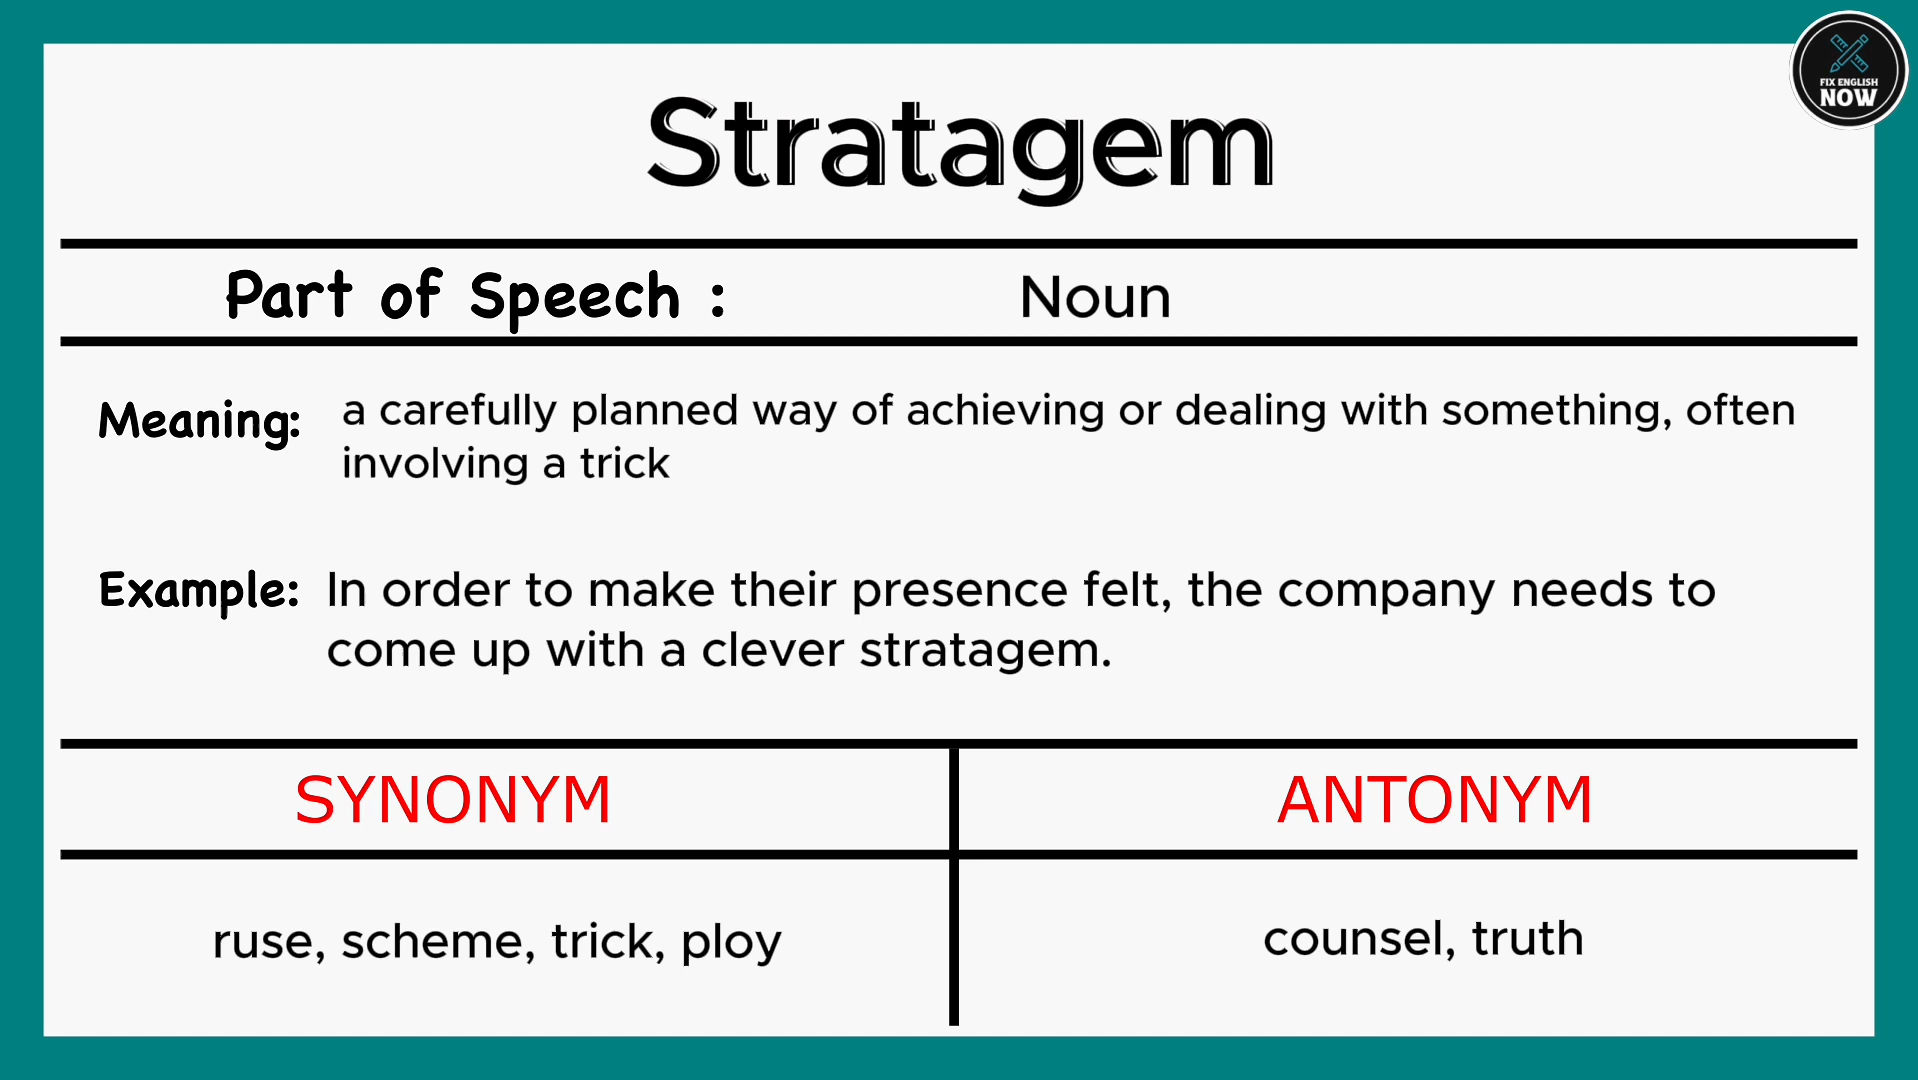 FIX ENGLISH
NOW
Stratagem
Part of Speech : Noun
Meaning: a carefully planned way of achieving or dealing with something, often
involving a trick
Example: In order to make their presence felt, the company needs to
come up with a clever stratagem.
SYNONYM ANTONYM
ruse, scheme, trick, ploy counsel, truth